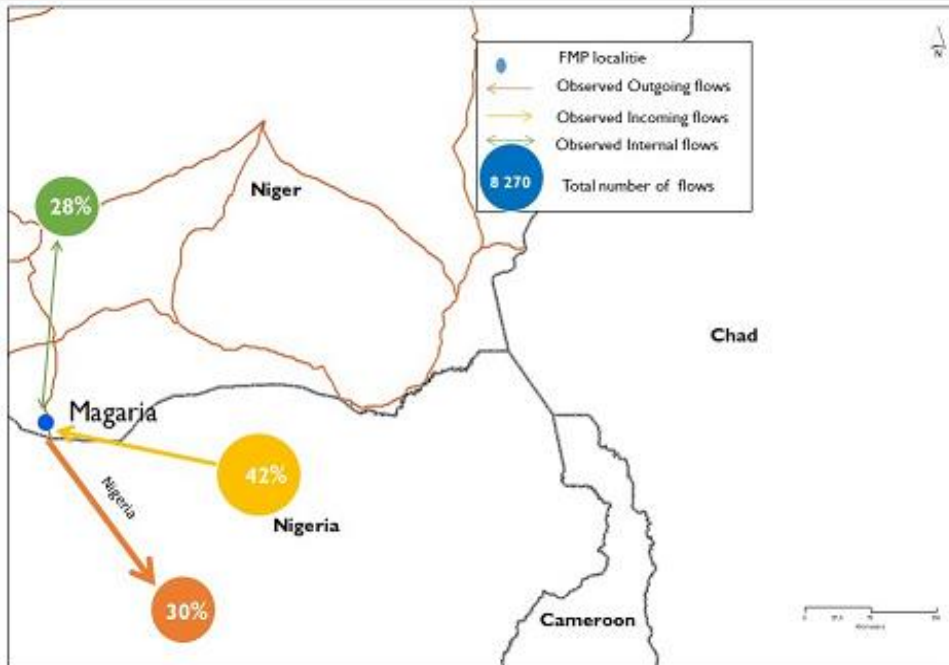 N
FMP localitie
Observed Outgoing flows
Observed Incoming flows
Observed Internal flows
8 270
Total number of flows
Niger
28%
Chad
Magaria
42%
Nigeria
Nigeria
30%
Cameroon
0